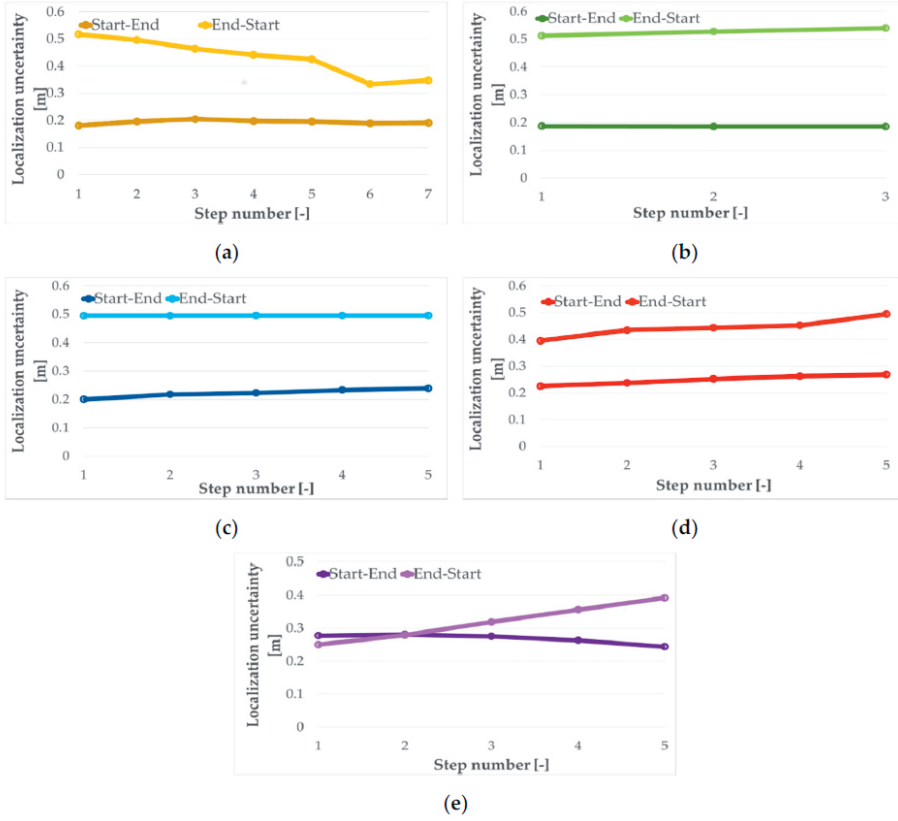 0.6
Start-End End-Start
0.5
0.4
0.3
0.2
0.1
0
Localization uncertainty
[m]
1 2 3 4 5 6 7
Step number [-]
(a)
0.6
Start-End End-Start
0.5
0.4
0.3
0.2
0.1
0
Localization uncertainty
[m]
1 2 3
Step number [-]
(b)
0.6
Start-End End-Start
0.5
0.4
0.3
0.2
0.1
0
Localization uncertainty
[m]
1 2 3 4 5
Step number [-]
(c)
0.6
Start-End End-Start
0.5
0.4
0.3
0.2
0.1
0
Localization uncertainty
[m]
1 2 3 4 5
Step number [-]
(d)
0.5
Start-End End-Start
0.4
0.3
0.2
0.1
0
Localization uncertainty
[m]
1 2 3 4 5
Step number [-]
(e)